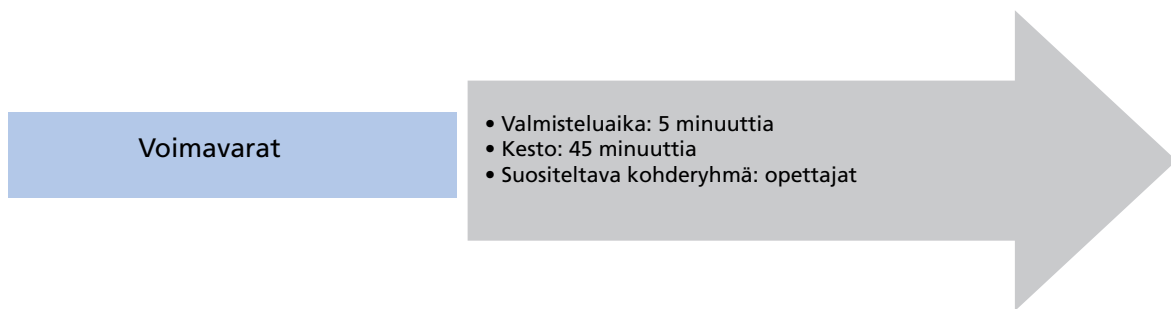 Voimavarat
• Valmisteluaika: 5 minuuttia
• Kesto: 45 minuuttia
• Suositeltava kohderyhmä: opettajat